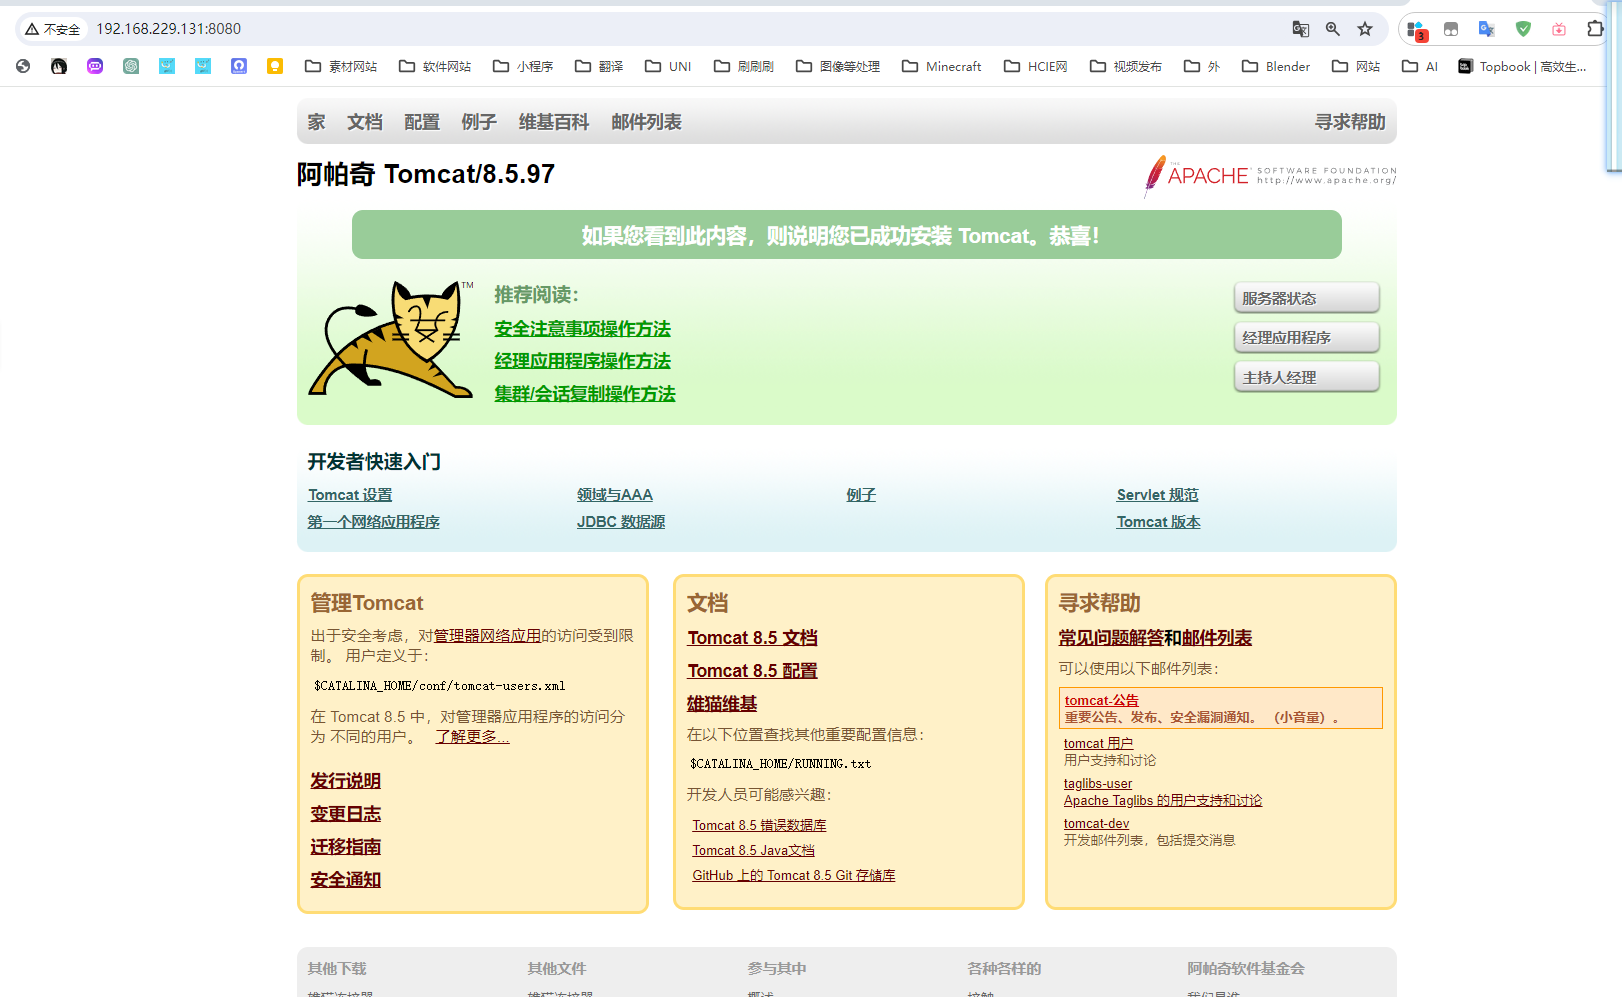 不安全 192.168.229.131:8080
3
素材网站 软件网站 小程序 翻译 UNI 刷刷刷 图像等处理 Minecraft HCIE网 视频发布 外 Blender 网站 AI Topbook | 高效生...
家 文档 配置 例子 维基百科 邮件列表 寻求帮助
阿帕奇 Tomcat/8.5.97
THE
APACHE SOFTWARE FOUNDATION
http://www.apache.org/
如果您看到此内容，则说明您已成功安装 Tomcat。恭喜！
TM
推荐阅读：
安全注意事项操作方法
经理应用程序操作方法
集群/会话复制操作方法
服务器状态
经理应用程序
主持人经理
开发者快速入门
Tomcat 设置 领域与AAA 例子 Servlet 规范
第一个网络应用程序 JDBC 数据源 Tomcat 版本
管理Tomcat
出于安全考虑，对管理器网络应用的访问受到限
制。 用户定义于：
$CATALINA_HOME/conf/tomcat-users.xml
在 Tomcat 8.5 中，对管理器应用程序的访问分
为 不同的用户。 了解更多...
发行说明
变更日志
迁移指南
安全通知
文档
Tomcat 8.5 文档
Tomcat 8.5 配置
雄猫维基
在以下位置查找其他重要配置信息：
$CATALINA_HOME/RUNNING.txt
开发人员可能感兴趣：
Tomcat 8.5 错误数据库
Tomcat 8.5 Java文档
GitHub 上的 Tomcat 8.5 Git 存储库
寻求帮助
常见问题解答和邮件列表
可以使用以下邮件列表：
tomcat-公告
重要公告、发布、安全漏洞通知。 （小音量）。
tomcat 用户
用户支持和讨论
taglibs-user
Apache Taglibs 的用户支持和讨论
tomcat-dev
开发邮件列表，包括提交消息
其他下载 其他文件 参与其中 各种各样的 阿帕奇软件基金会
雄猫连接器 雄猫连接器 概述 接触 我们是谁